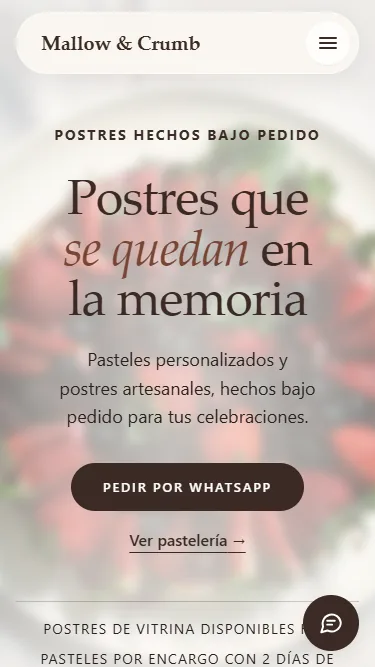 Mallow & Crumb
POSTRES HECHOS BAJO PEDIDO
Postres que
se quedan en
la memoria
Pasteles personalizados y
postres artesanales, hechos bajo
pedido para tus celebraciones.
PEDIR POR WHATSAPP
Ver pastelería →
POSTRES DE VITRINA DISPONIBLES
PASTELES POR ENCARGO CON 2 DÍAS DE